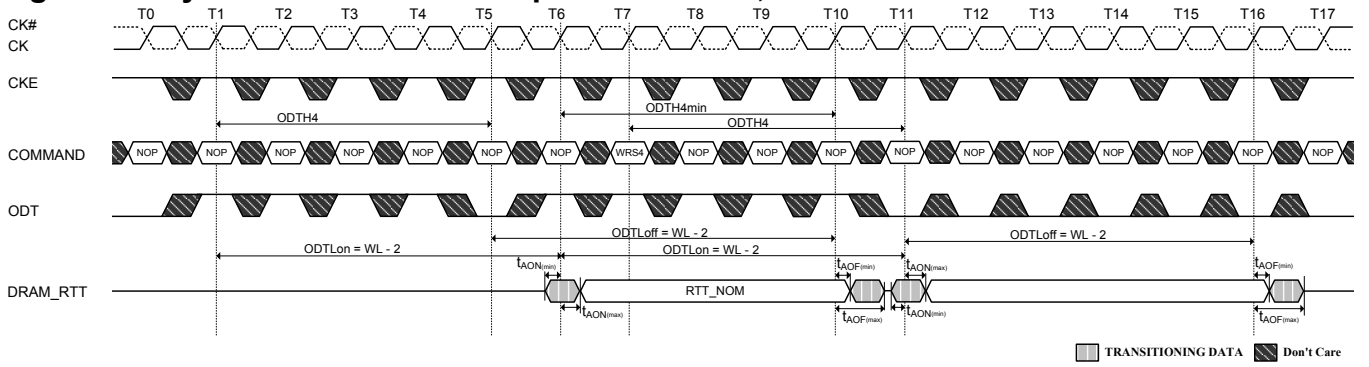 T0 T1 T2 T3 T4 T5 T6 T7 T8 T9 T10 T11 T12 T13 T14 T15 T16 T17
CK#
CK
CKE
ODTH4min
ODTH4 ODTH4
COMMAND NOP NOP NOP NOP NOP NOP NOP WRS4 NOP NOP NOP NOP NOP NOP NOP NOP NOP NOP
ODT
ODTLoff = WL - 2 ODTLoff = WL - 2
ODTLon = WL - 2 ODTLon = WL - 2
tAON(min) tAOF(min) tAON(max) tAOF(min)
DRAM_RTT RTT_NOM
tAON(max) tAOF(max) tAON(min) tAOF(max)
TRANSITIONING DATA Don't Care